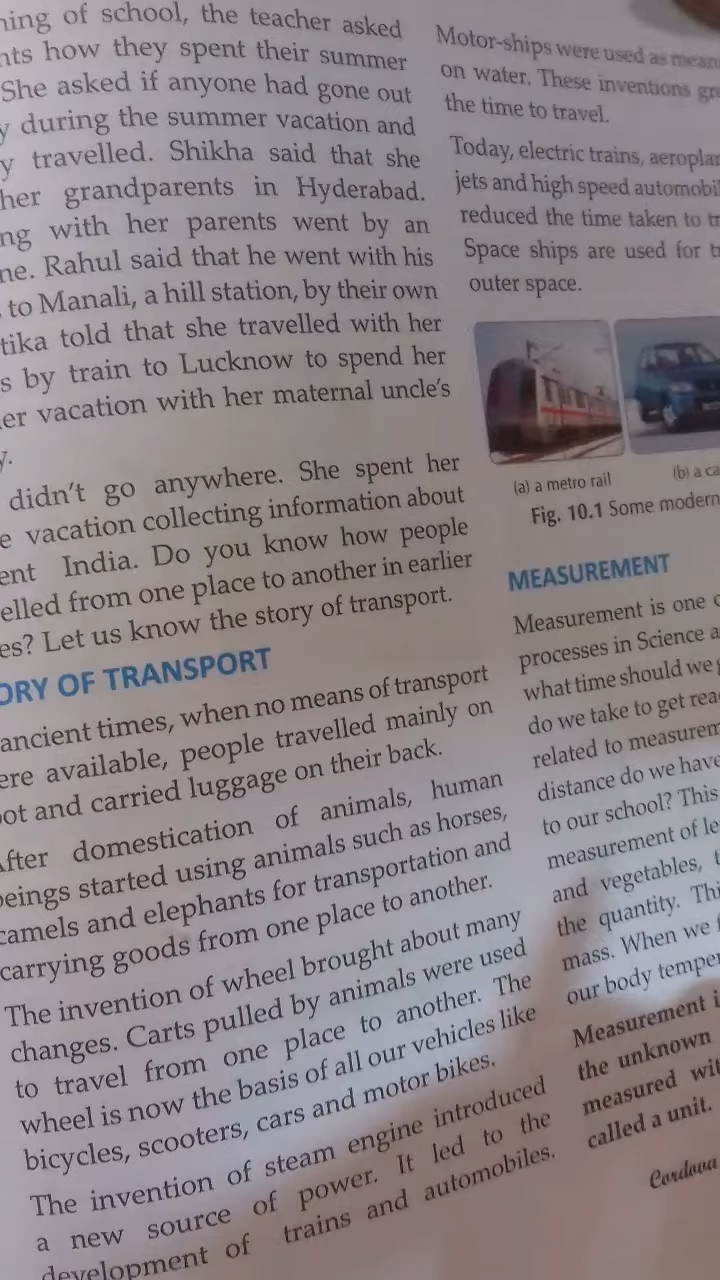 ning of school, the teacher asked
nts how they spent their summer
She asked if anyone had gone out
y during the summer vacation and
y travelled. Shikha said that she
her grandparents in Hyderabad.
ng with her parents went by an
ne. Rahul said that he went with his
to Manali, a hill station, by their own
tika told that she travelled with her
s by train to Lucknow to spend her
er vacation with her maternal uncle's
y.
didn't go anywhere. She spent her
e vacation collecting information about
ent India. Do you know how people
elled from one place to another in earlier
es? Let us know the story of transport.
ORY OF TRANSPORT
ancient times, when no means of transport
ere available, people travelled mainly on
oot and carried luggage on their back.
After domestication of animals, human
beings started using animals such as horses,
camels and elephants for transportation and
carrying goods from one place to another.
The invention of wheel brought about many
changes. Carts pulled by animals were used
to travel from one place to another. The
wheel is now the basis of all our vehicles like
bicycles, scooters, cars and motor bikes.
The invention of steam engine introduced
a new source of power. It led to the
development of trains and automobiles.
Motor-ships were used as mean
on water. These inventions gr
the time to travel.
Today, electric trains, aeroplan
jets and high speed automobil
reduced the time taken to tr
Space ships are used for tr
outer space.
(a) a metro rail
(b) a ca
Fig. 10.1 Some modern
MEASUREMENT
Measurement is one o
processes in Science a
what time should we g
do we take to get rea
related to measurem
distance do we have
to our school? This
measurement of le
and vegetables, t
the quantity. Thi
mass. When we f
our body temper
Measurement i
the unknown
measured wit
called a unit.
Cordova